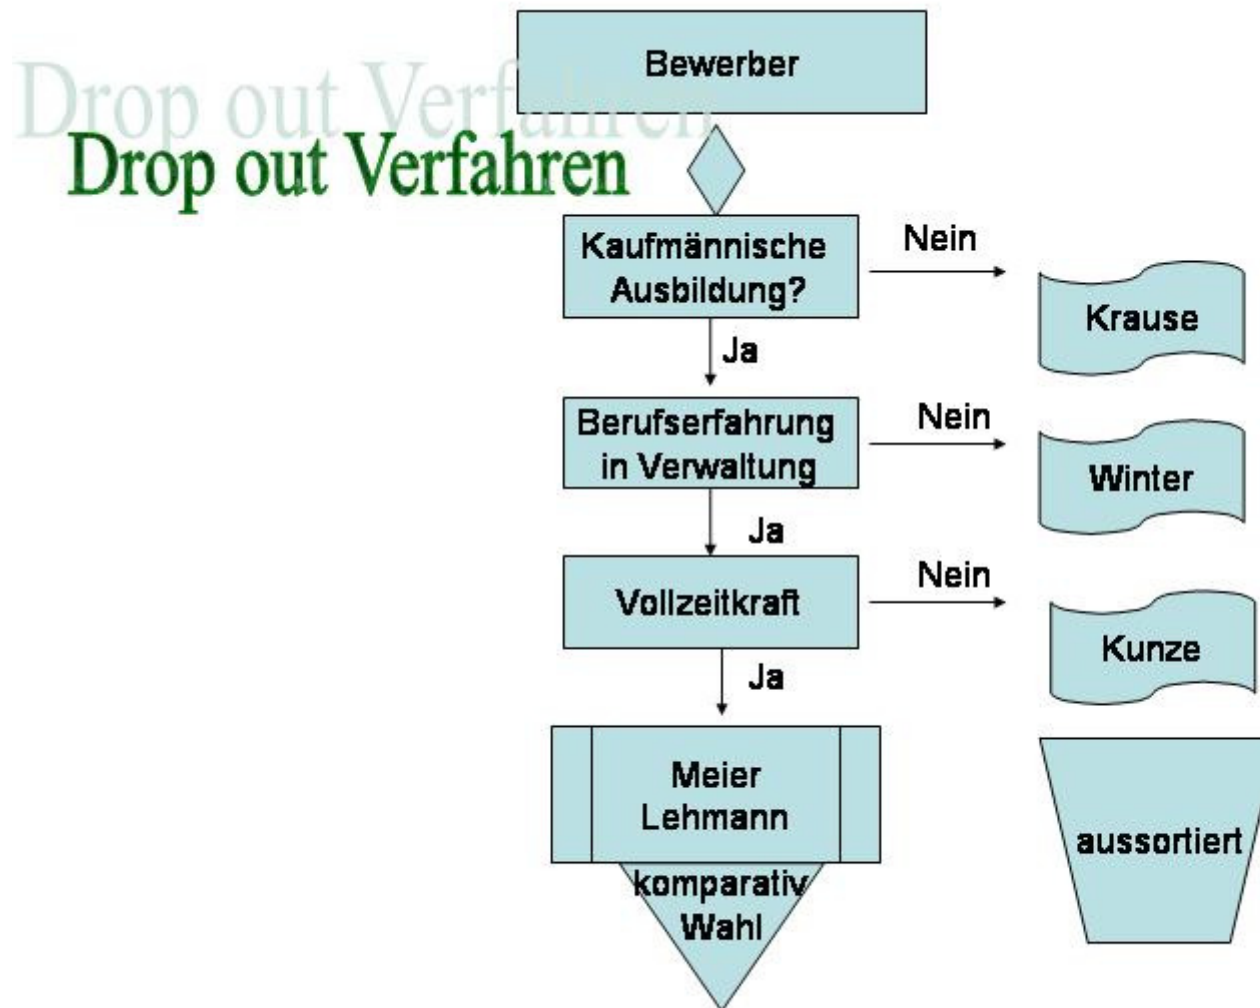 Bewerber
Drop out Verfahren
Drop out Verfahren
Kaufmännische
Ausbildung?
Nein
Krause
Ja
Berufserfahrung
in Verwaltung
Nein
Winter
Ja
Vollzeitkraft
Nein
Kunze
Ja
Meier
Lehmann
aussortiert
komparativ
Wahl